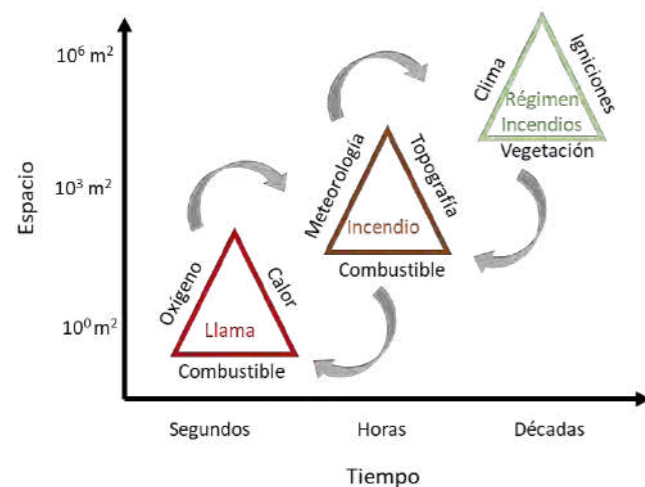 10⁶ m²
10³ m²
10⁰ m²
Espacio
Clima
Igniciones
Régimen
Incendios
Vegetación
Meteorología
Topografía
Incendio
Combustible
Oxígeno
Calor
Llama
Combustible
Segundos
Horas
Décadas
Tiempo